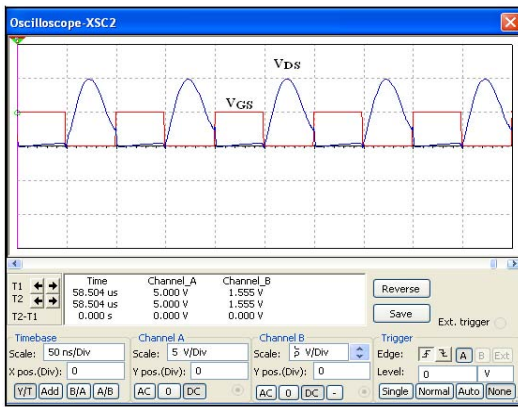 Oscilloscope-XSC2
VDS
VGS
Time Channel_A Channel_B
T1 58.504 us 5.000 V 1.555 V
T2 58.504 us 5.000 V 1.555 V
T2-T1 0.000 s 0.000 V 0.000 V
Reverse
Save
Ext. trigger
Timebase
Scale: 50 ns/Div
X pos.(Div): 0
Y/T Add B/A A/B
Channel A
Scale: 5 V/Div
Y pos.(Div): 0
AC 0 DC
Channel B
Scale: V/Div
Y pos.(Div): 0
AC 0 DC -
Trigger
Edge: A B Ext
Level: 0 V
Single Normal Auto None